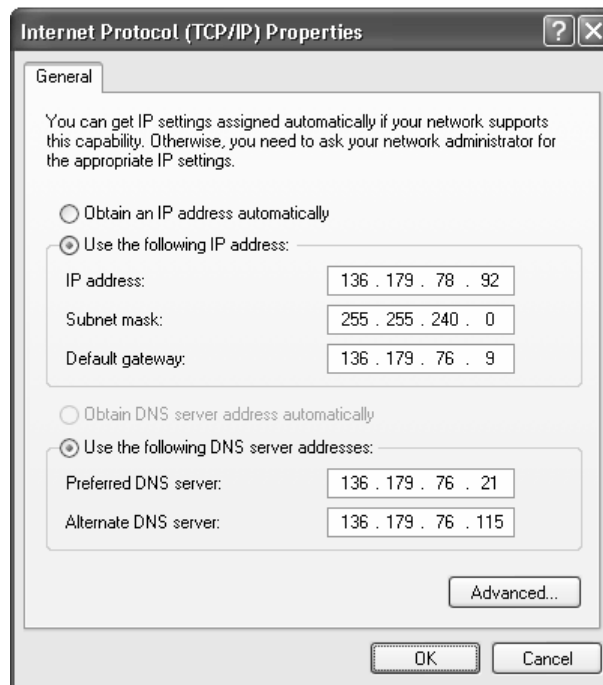 Internet Protocol (TCP/IP) Properties
?
General
You can get IP settings assigned automatically if your network supports
this capability. Otherwise, you need to ask your network administrator for
the appropriate IP settings.
Obtain an IP address automatically
Use the following IP address:
IP address: 136 . 179 . 78 . 92
Subnet mask: 255 . 255 . 240 . 0
Default gateway: 136 . 179 . 76 . 9
Obtain DNS server address automatically
Use the following DNS server addresses:
Preferred DNS server: 136 . 179 . 76 . 21
Alternate DNS server: 136 . 179 . 76 . 115
Advanced...
OK Cancel